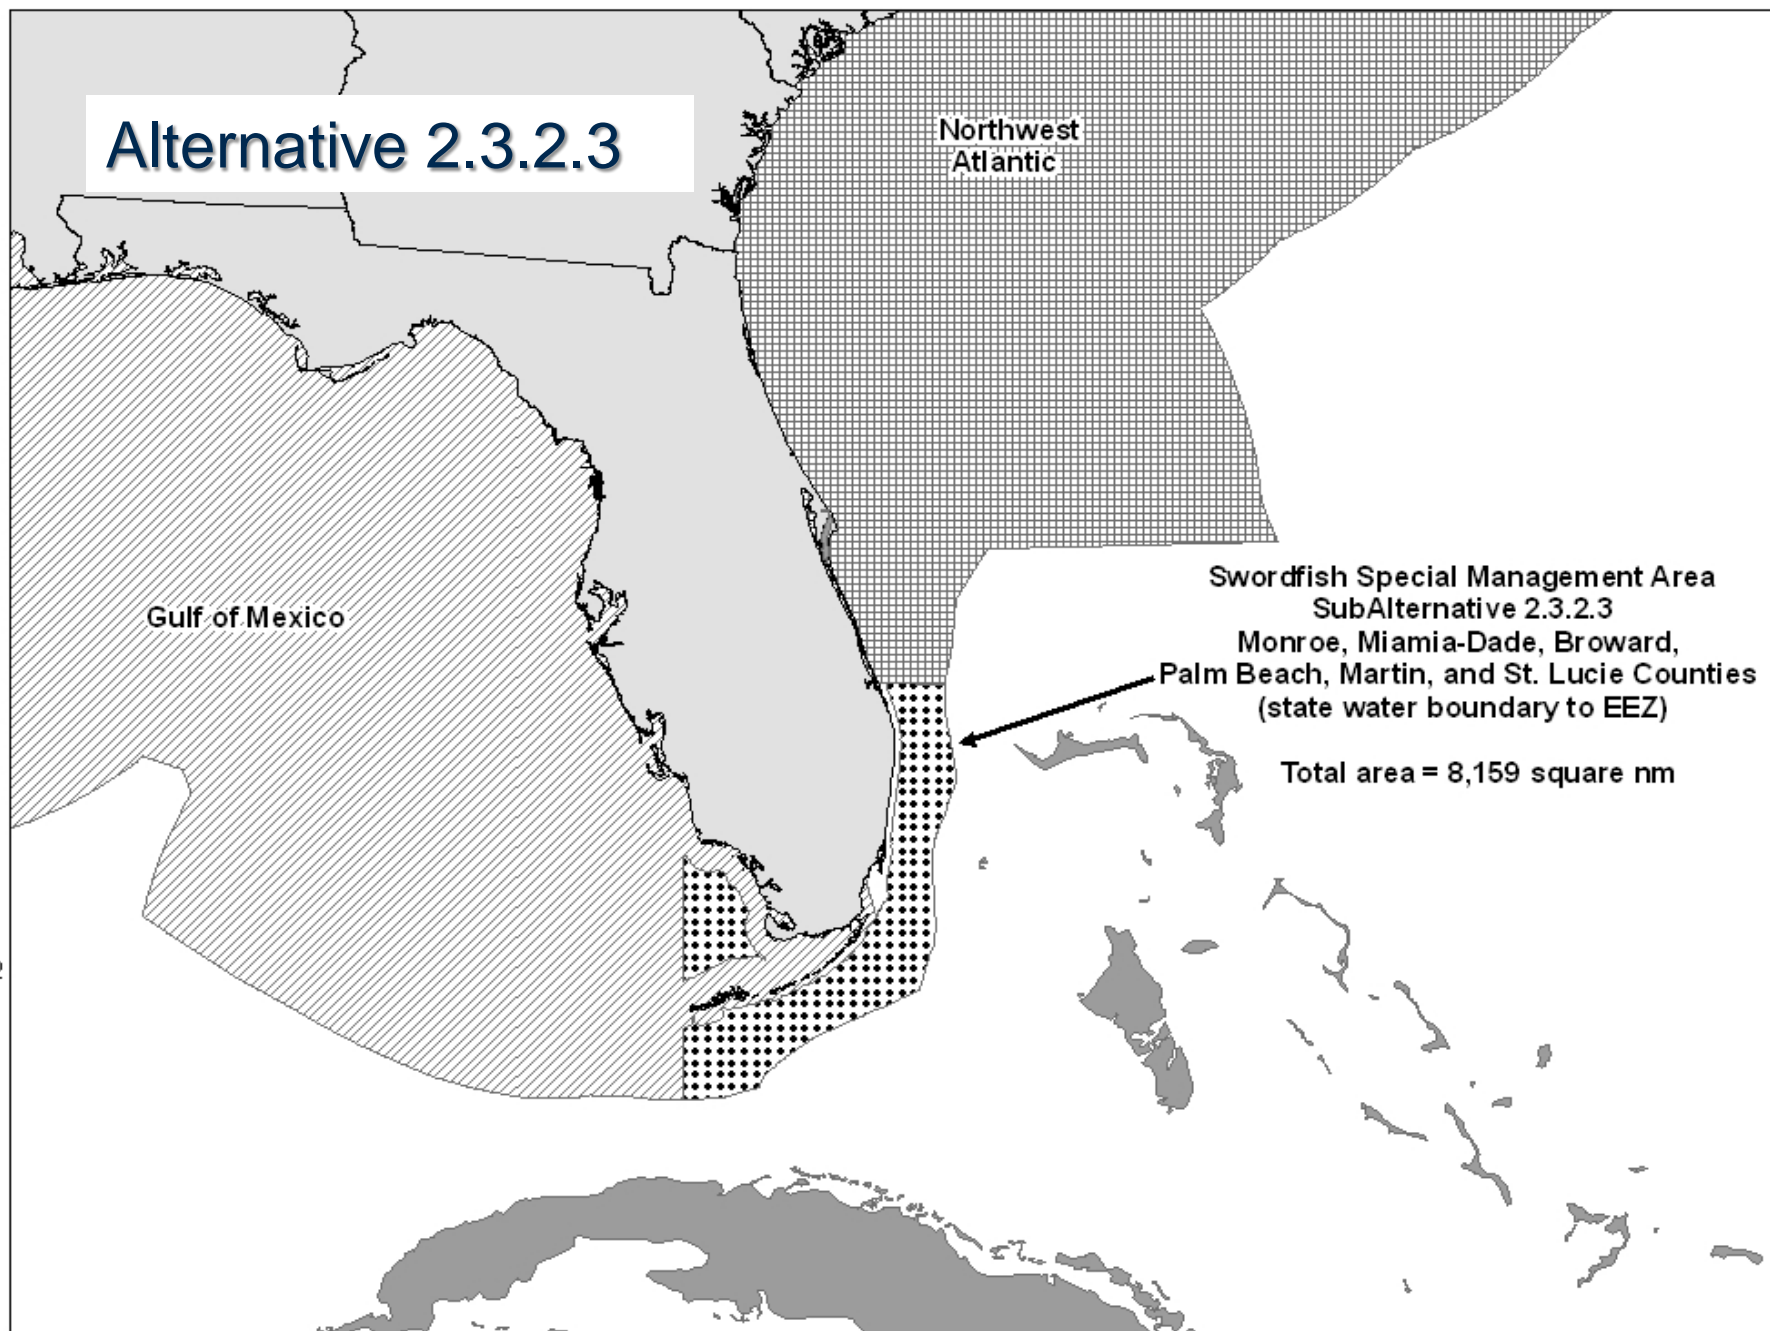 Alternative 2.3.2.3
Northwest
Atlantic
Gulf of Mexico
Swordfish Special Management Area
SubAlternative 2.3.2.3
Monroe, Miamia-Dade, Broward,
Palm Beach, Martin, and St. Lucie Counties
(state water boundary to EEZ)
Total area = 8,159 square nm